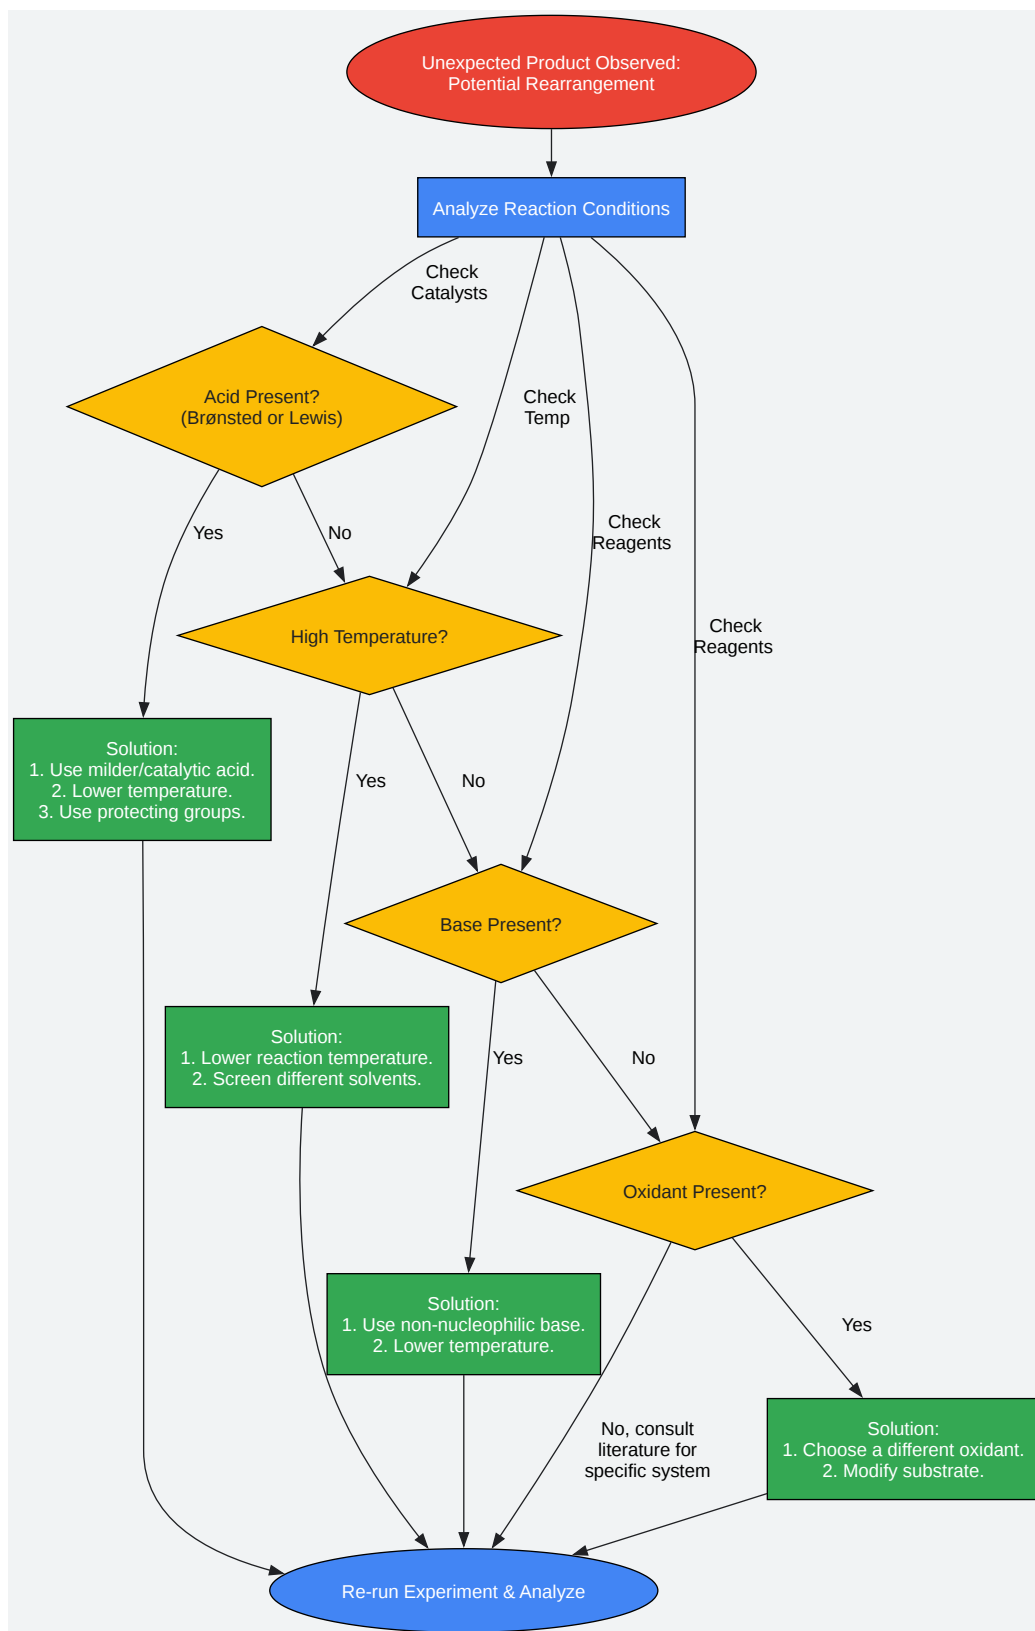 Unexpected Product Observed:
Potential Rearrangement
Analyze Reaction Conditions
Check
Catalysts
Acid Present?
(Brønsted or Lewis)
Check
Temp
Check
Reagents
Yes
No
Check
Reagents
High Temperature?
Solution:
1. Use milder/catalytic acid.
2. Lower temperature.
3. Use protecting groups.
Yes
No
Base Present?
Solution:
1. Lower reaction temperature.
2. Screen different solvents.
Yes
No
Oxidant Present?
Solution:
1. Use non-nucleophilic base.
2. Lower temperature.
Yes
No, consult
literature for
specific system
Solution:
1. Choose a different oxidant.
2. Modify substrate.
Re-run Experiment & Analyze